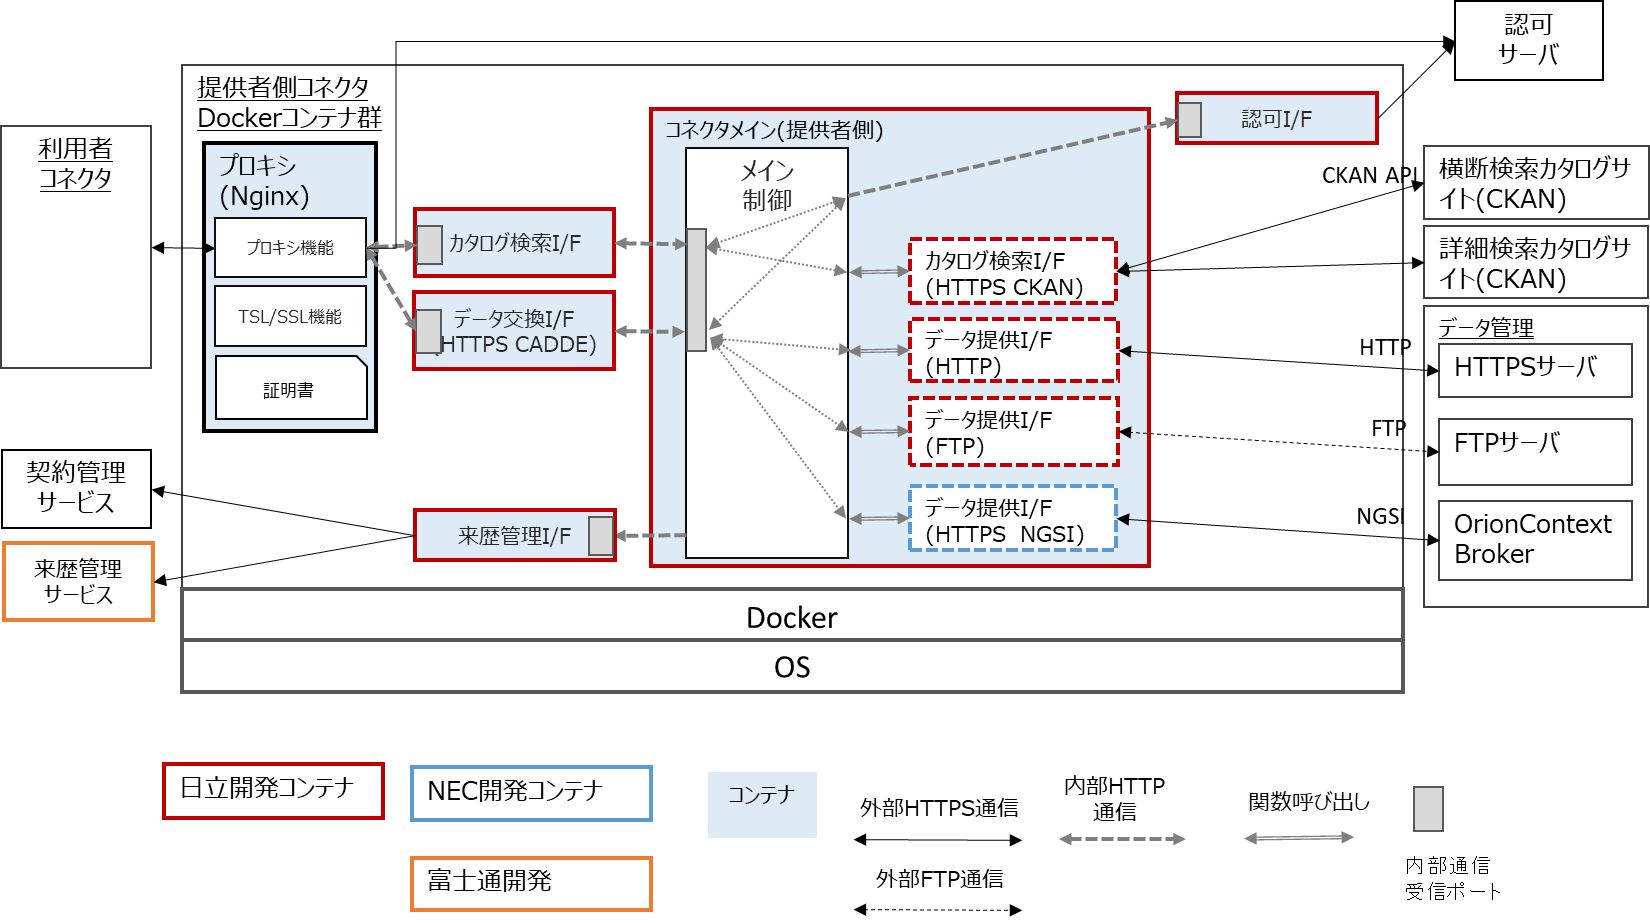 認可
サーバ
提供者側コネクタ
Dockerコンテナ群
利用者
コネクタ
プロキシ
(Nginx)
プロキシ機能
TSL/SSL機能
証明書
カタログ検索I/F
データ交換I/F
(HTTPS CADDE)
コネクタメイン(提供者側)
メイン
制御
認可I/F
カタログ検索I/F
(HTTPS CKAN)
データ提供I/F
(HTTP)
データ提供I/F
(FTP)
データ提供I/F
(HTTPS NGSI)
CKAN API
横断検索カタログサ
イト(CKAN)
詳細検索カタログサ
イト(CKAN)
データ管理
HTTP
HTTPSサーバ
FTP
FTPサーバ
NGSI
OrionContext
Broker
契約管理
サービス
来歴管理
サービス
来歴管理I/F
Docker
OS
日立開発コンテナ
NEC開発コンテナ
富士通開発
コンテナ
外部HTTPS通信
外部FTP通信
内部HTTP
通信
関数呼び出し
内部通信
受信ポート